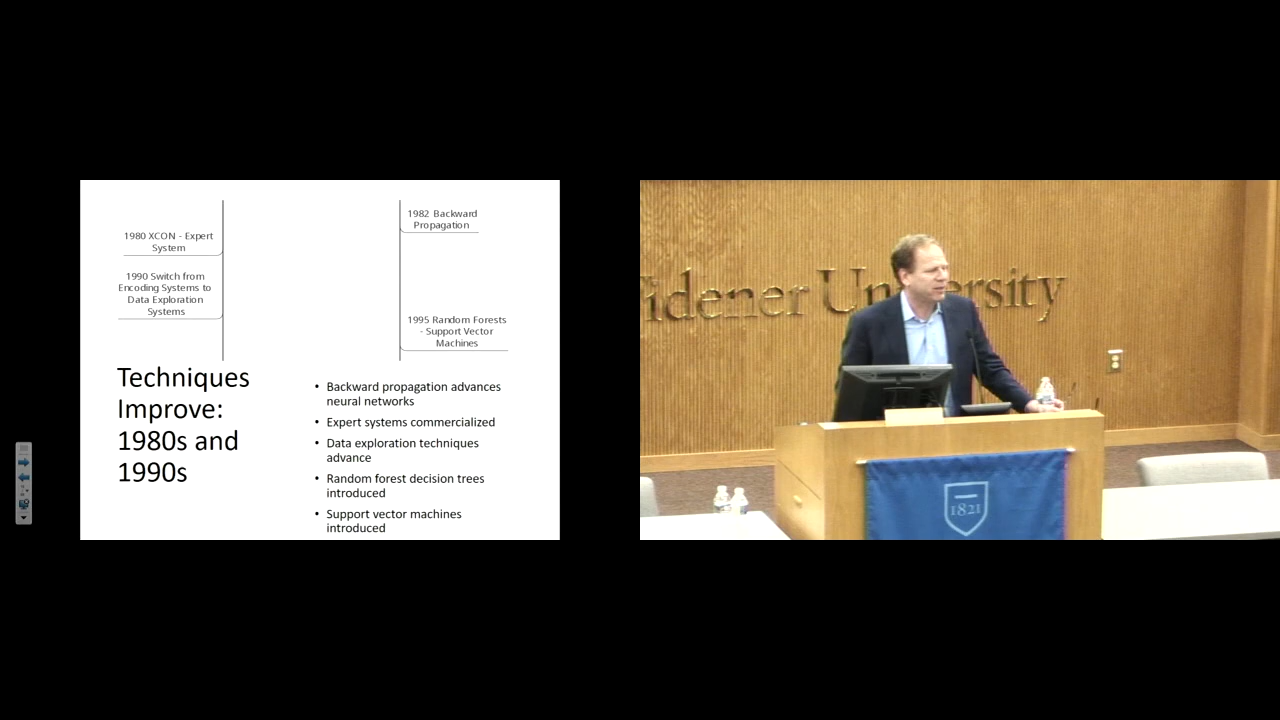 1980 XCON - Expert
System
1990 Switch from
Encoding Systems to
Data Exploration
Systems
1982 Backward
Propagation
1995 Random Forests
- Support Vector
Machines
Techniques
Improve:
1980s and
1990s
• Backward propagation advances
neural networks
• Expert systems commercialized
• Data exploration techniques
advance
• Random forest decision trees
introduced
• Support vector machines
introduced
idener University
1821